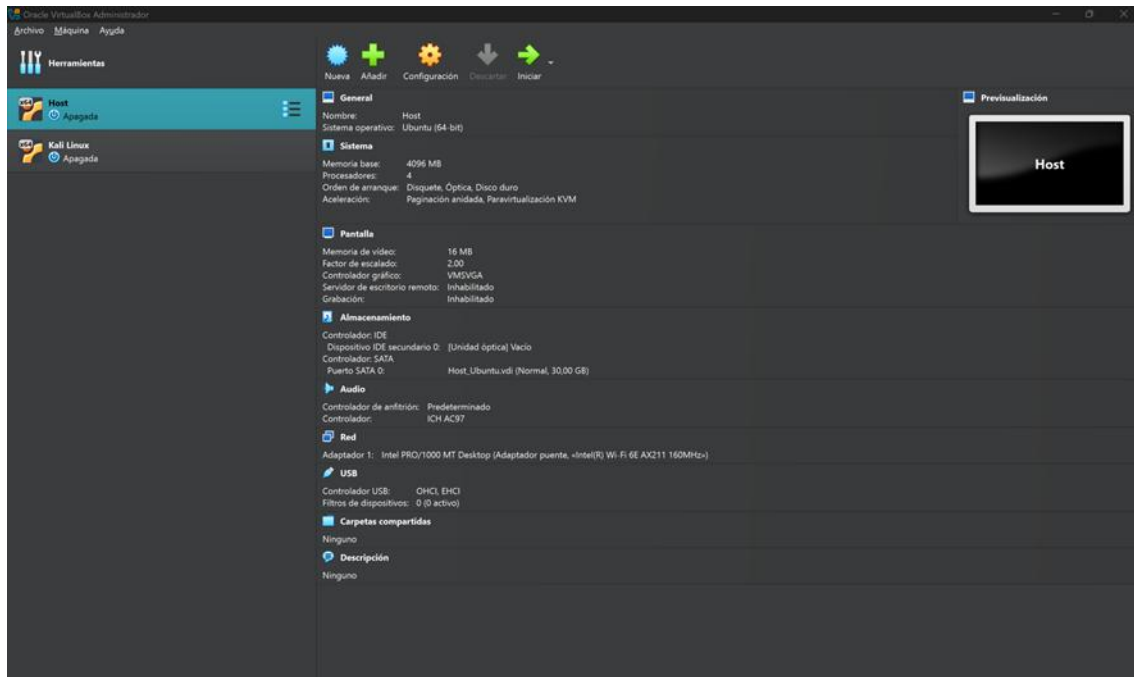 Oracle VirtualBox Administrador
Archivo Máquina Ayuda
Herramientas
Nueva Añadir Configuración Descartar Iniciar
Host
Apagada
Kali Linux
Apagada
General
Nombre: Host
Sistema operativo: Ubuntu (64-bit)
Sistema
Memoria base: 4096 MB
Procesadores: 4
Orden de arranque: Disquete, Óptica, Disco duro
Aceleración: Paginación anidada, Paravirtualización KVM
Pantalla
Memoria de vídeo: 16 MB
Factor de escalado: 2.00
Controlador gráfico: VMSVGA
Servidor de escritorio remoto: Inhabilitado
Grabación: Inhabilitado
Almacenamiento
Controlador: IDE
Dispositivo IDE secundario 0: [Unidad óptica] Vacío
Controlador: SATA
Puerto SATA 0: Host_Ubuntu.vdi (Normal, 30,00 GB)
Audio
Controlador de anfitrión: Predeterminado
Controlador: ICH AC97
Red
Adaptador 1: Intel PRO/1000 MT Desktop (Adaptador puente, «Intel(R) Wi-Fi 6E AX211 160MHz»)
USB
Controlador USB: OHCI, EHCI
Filtros de dispositivos: 0 (0 activo)
Carpetas compartidas
Ninguno
Descripción
Ninguno
Previsualización
Host